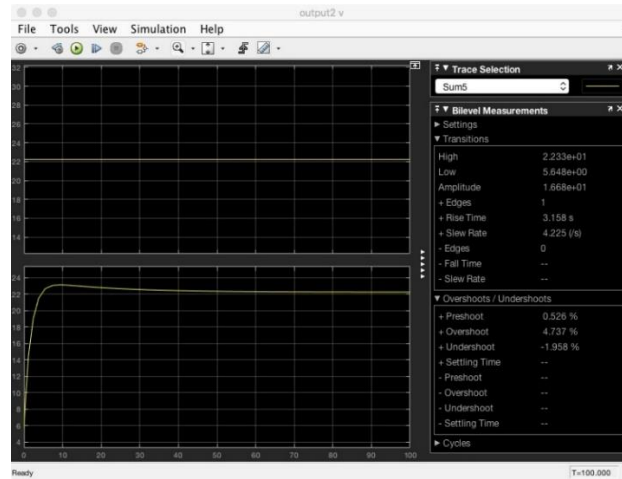 output2 v
File Tools View Simulation Help
32
30
28
26
24
22
20
18
16
14
24
22
20
18
16
14
12
10
8
6
4
0 10 20 30 40 50 60 70 80 90 100
Trace Selection
Sum5
Bilevel Measurements
Settings
Transitions
High 2.233e+01
Low 5.648e+00
Amplitude 1.668e+01
+ Edges 1
+ Rise Time 3.158 s
+ Slew Rate 4.225 (/s)
- Edges 0
- Fall Time --
- Slew Rate --
Overshoots / Undershoots
+ Preshoot 0.526 %
+ Overshoot 4.737 %
+ Undershoot -1.958 %
+ Settling Time --
- Preshoot --
- Overshoot --
- Undershoot --
- Settling Time --
Cycles
Ready T=100.000